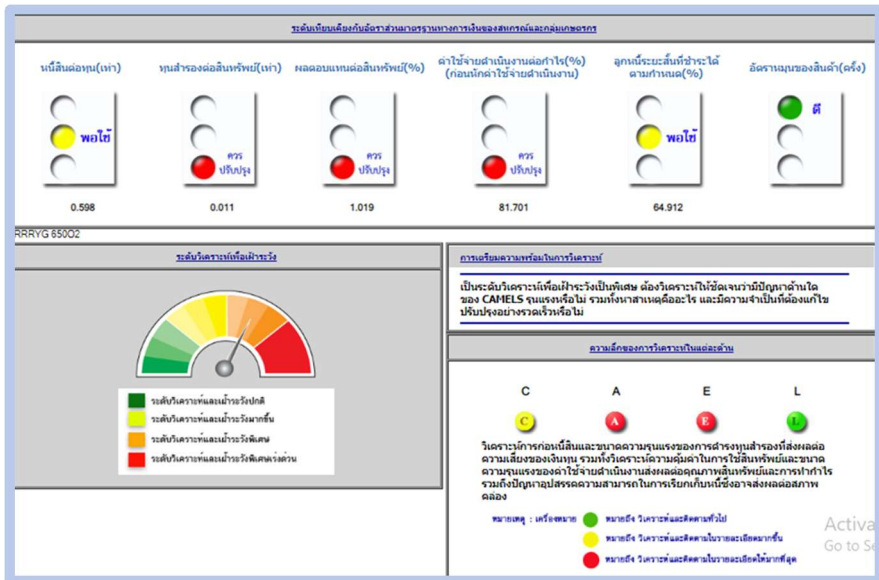 ระดับเทียบเคียงกับอัตราส่วนมาตรฐานทางการเงินของสหกรณ์และกลุ่มเกษตรกร
หนี้สินต่อทุน(เท่า)
ทุนสำรองต่อสินทรัพย์(เท่า)
ผลตอบแทนต่อสินทรัพย์(%)
ค่าใช้จ่ายดำเนินงานต่อกำไร(%)
(ก่อนหักค่าใช้จ่ายดำเนินงาน)
ลูกหนี้ระยะสั้นที่ชำระได้
ตามกำหนด(%)
อัตราหมุนของสินค้า(ครั้ง)
พอใช้
ควร
ปรับปรุง
ควร
ปรับปรุง
ควร
ปรับปรุง
พอใช้
ดี
0.598
0.011
1.019
81.701
64.912
RRRYG 65002
ระดับวิเคราะห์เพื่อเฝ้าระวัง
ระดับวิเคราะห์และเฝ้าระวังปกติ
ระดับวิเคราะห์และเฝ้าระวังมากขึ้น
ระดับวิเคราะห์และเฝ้าระวังพิเศษ
ระดับวิเคราะห์และเฝ้าระวังพิเศษเร่งด่วน
การเตรียมความพร้อมในการวิเคราะห์
เป็นระดับวิเคราะห์เพื่อเฝ้าระวังเป็นพิเศษ ต้องวิเคราะห์ให้ชัดเจนว่ามีปัญหาด้านใด
ของ CAMELS รุนแรงหรือไม่ รวมทั้งหาสาเหตุคืออะไร และมีความจำเป็นที่ต้องแก้ไข
ปรับปรุงอย่างรวดเร็วหรือไม่
ความลึกของการวิเคราะห์ในแต่ละด้าน
C A E L
C A E L
วิเคราะห์การก่อหนี้สินและขนาดความรุนแรงของการดำรงทุนสำรองที่ส่งผลต่อ
ความเสี่ยงของเงินทุน รวมทั้งวิเคราะห์ความคุ้มค่าในการใช้สินทรัพย์และขนาด
ความรุนแรงของค่าใช้จ่ายดำเนินงานส่งผลต่อคุณภาพสินทรัพย์และการทำกำไร
รวมถึงปัญหาอุปสรรคความสามารถในการเรียกเก็บหนี้ซึ่งอาจส่งผลต่อสภาพ
คล่อง
หมายเหตุ : เครื่องหมาย หมายถึง วิเคราะห์และติดตามทั่วไป
หมายถึง วิเคราะห์และติดตามในรายละเอียดมากขึ้น
หมายถึง วิเคราะห์และติดตามในรายละเอียดให้มากที่สุด
Activa
Go to Se